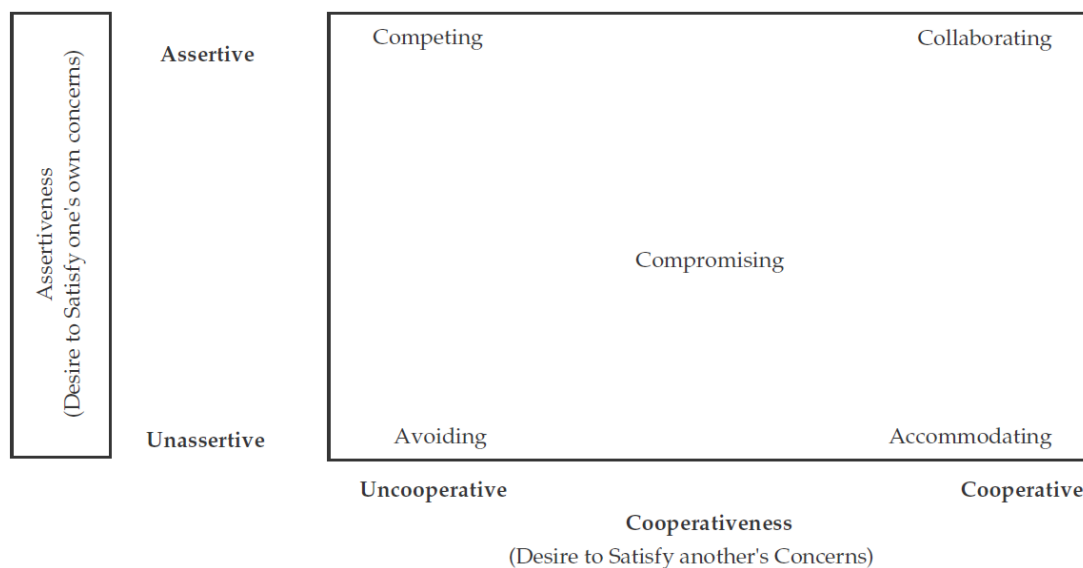 Assertiveness
(Desire to Satisfy one's own concerns)
Assertive
Unassertive
Competing
Collaborating
Compromising
Avoiding
Accommodating
Uncooperative
Cooperative
Cooperativeness
(Desire to Satisfy another's Concerns)